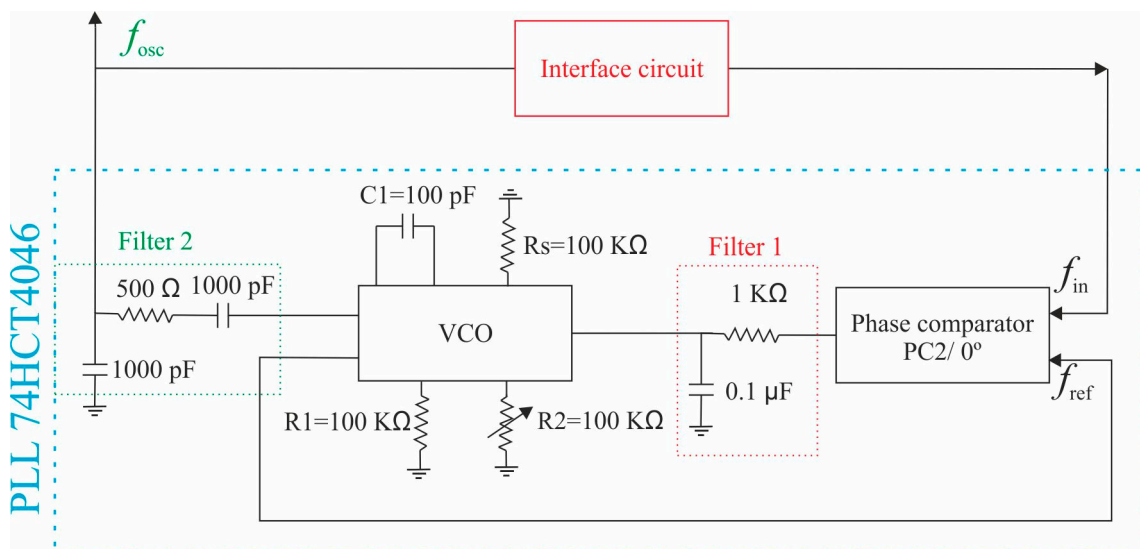 fosc
Interface circuit
PLL 74HCT4046
C1=100 pF
Rs=100 KΩ
Filter 2
Filter 1
500 Ω
1000 pF
1 KΩ
fin
VCO
Phase comparator
PC2/ 0º
1000 pF
0.1 µF
fref
R1=100 KΩ
R2=100 KΩ